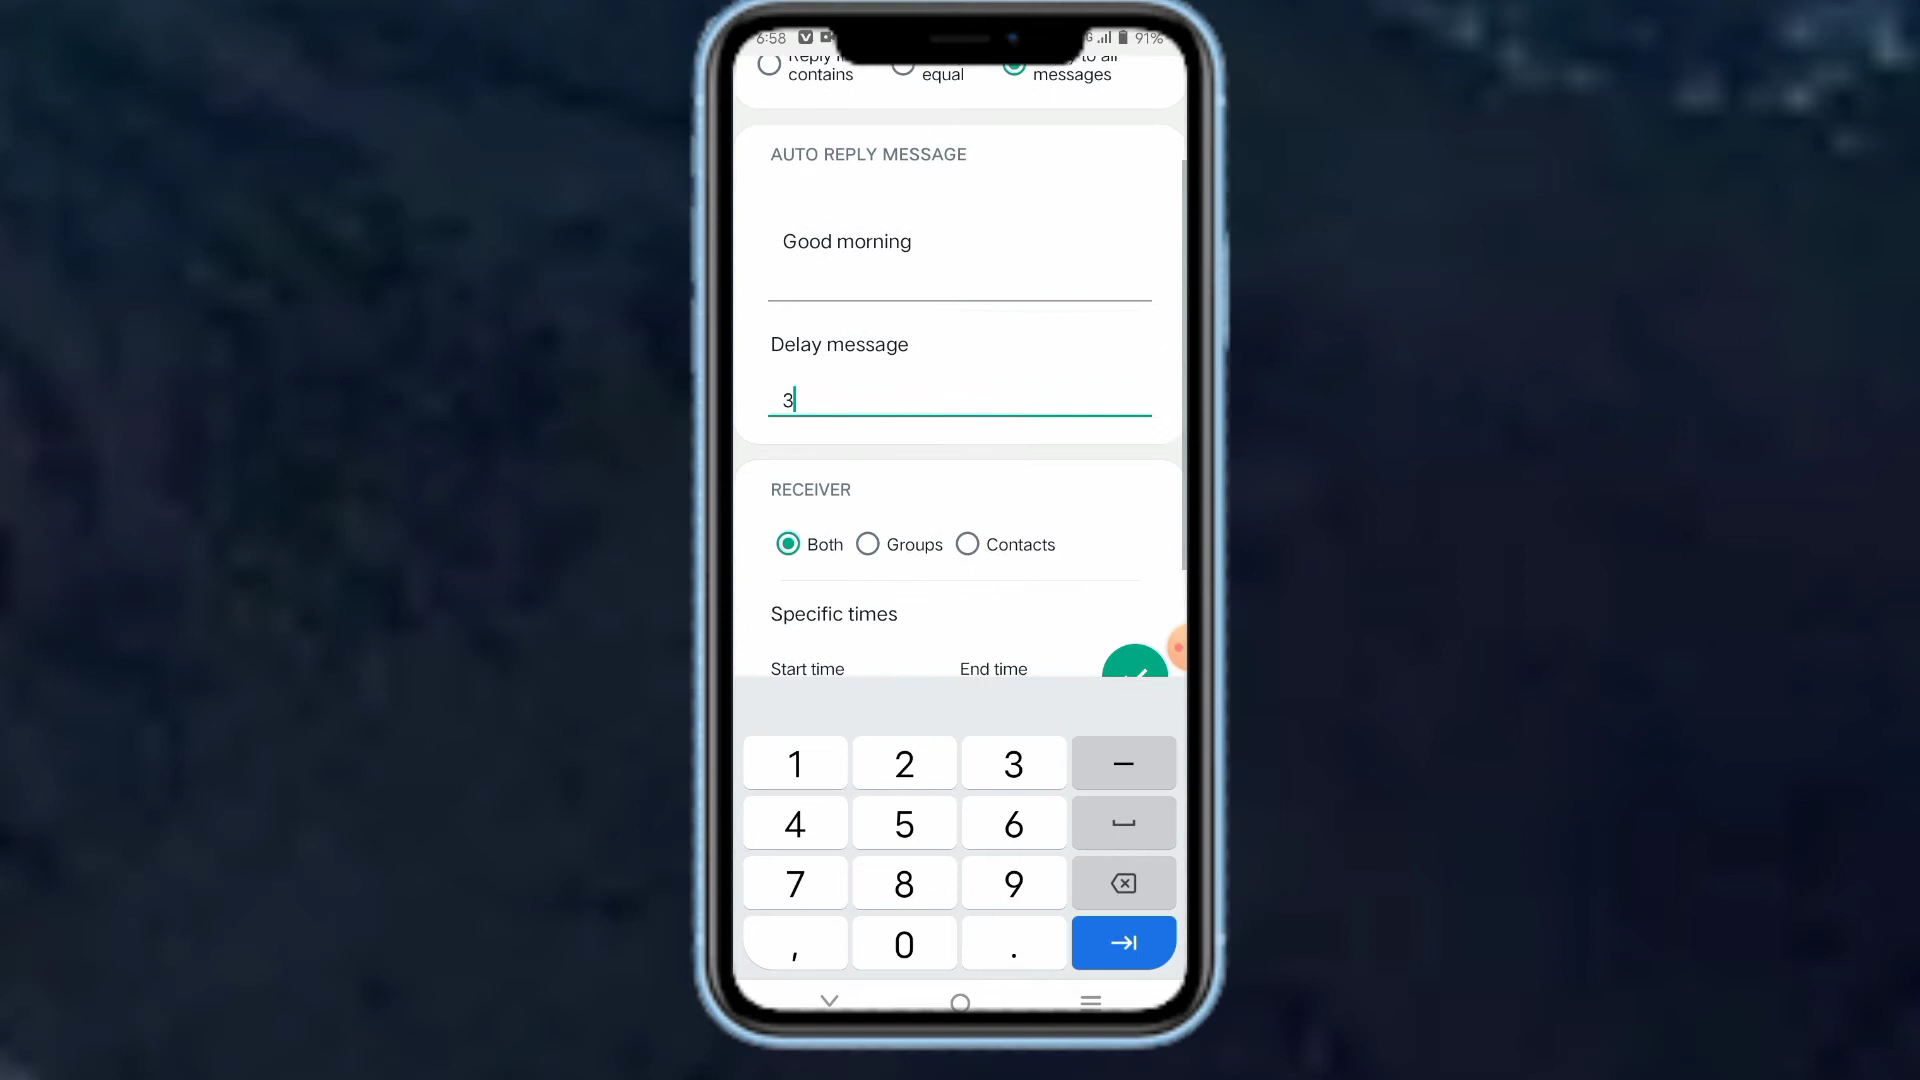 6:58 91%
contains equal messages
AUTO REPLY MESSAGE
Good morning
Delay message
3
RECEIVER
Both Groups Contacts
Specific times
Start time End time
1 2 3 –
4 5 6
7 8 9
, 0 .